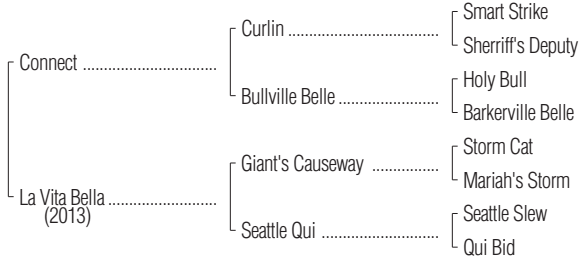 Smart Strike
Curlin ..............................
Sherriff's Deputy
Connect ...........................
Holy Bull
Bullville Belle ....................
Barkerville Belle
Storm Cat
Giant's Causeway .............
Mariah's Storm
La Vita Bella ......................
(2013)
Seattle Slew
Seattle Qui .......................
Qui Bid